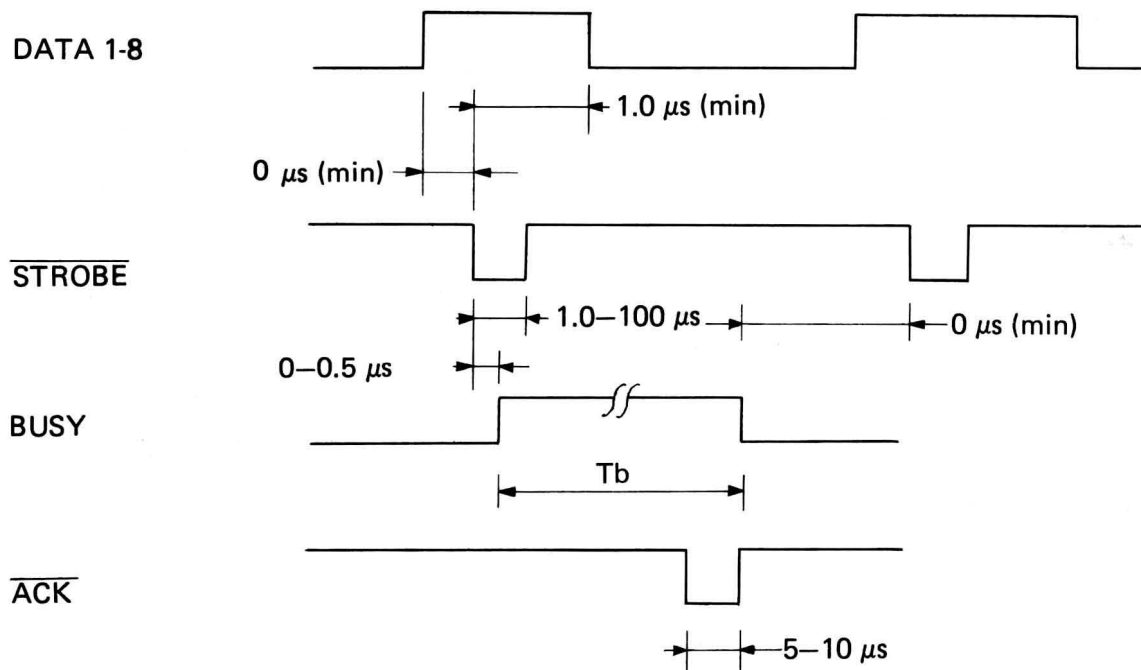 DATA 1-8
1.0 μs (min)
0 μs (min)
STROBE
1.0–100 μs
0 μs (min)
0–0.5 μs
BUSY
Tb
ACK
5–10 μs